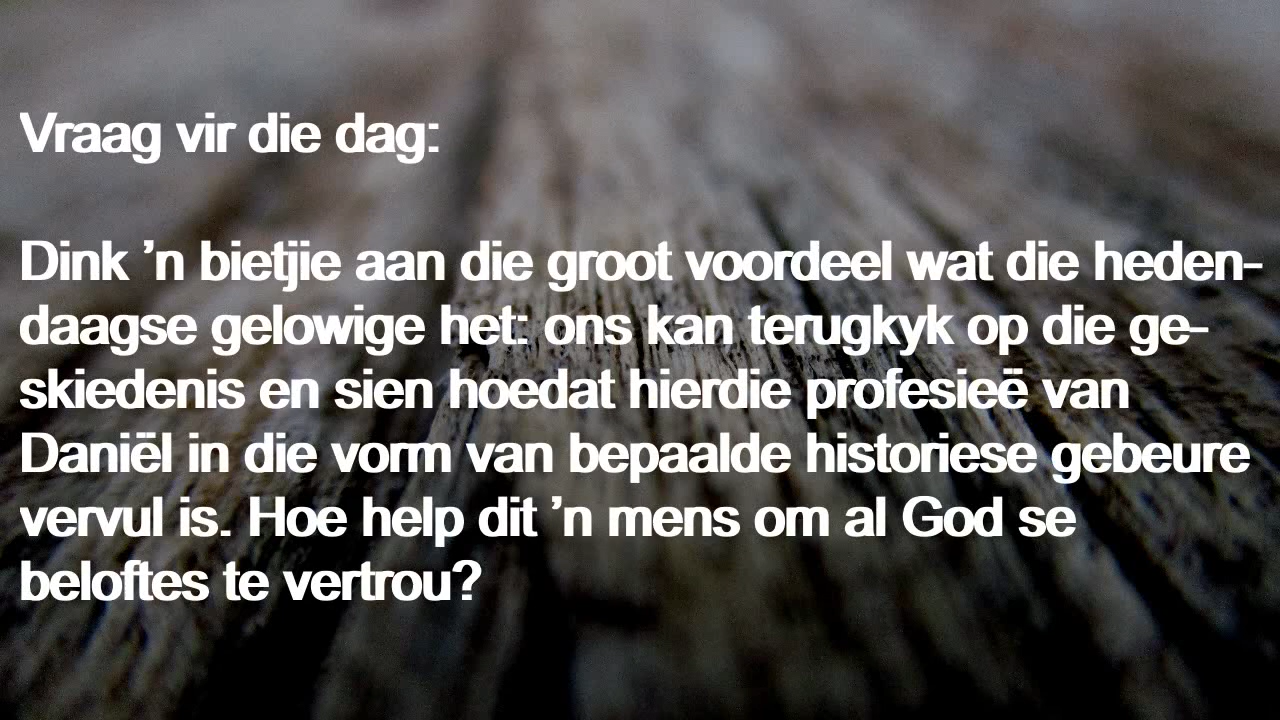 Vraag vir die dag:
Dink ’n bietjie aan die groot voordeel wat die heden-
daagse gelowige het: ons kan terugkyk op die ge-
skiedenis en sien hoedat hierdie profesieë van
Daniël in die vorm van bepaalde historiese gebeure
vervul is. Hoe help dit ’n mens om al God se
beloftes te vertrou?